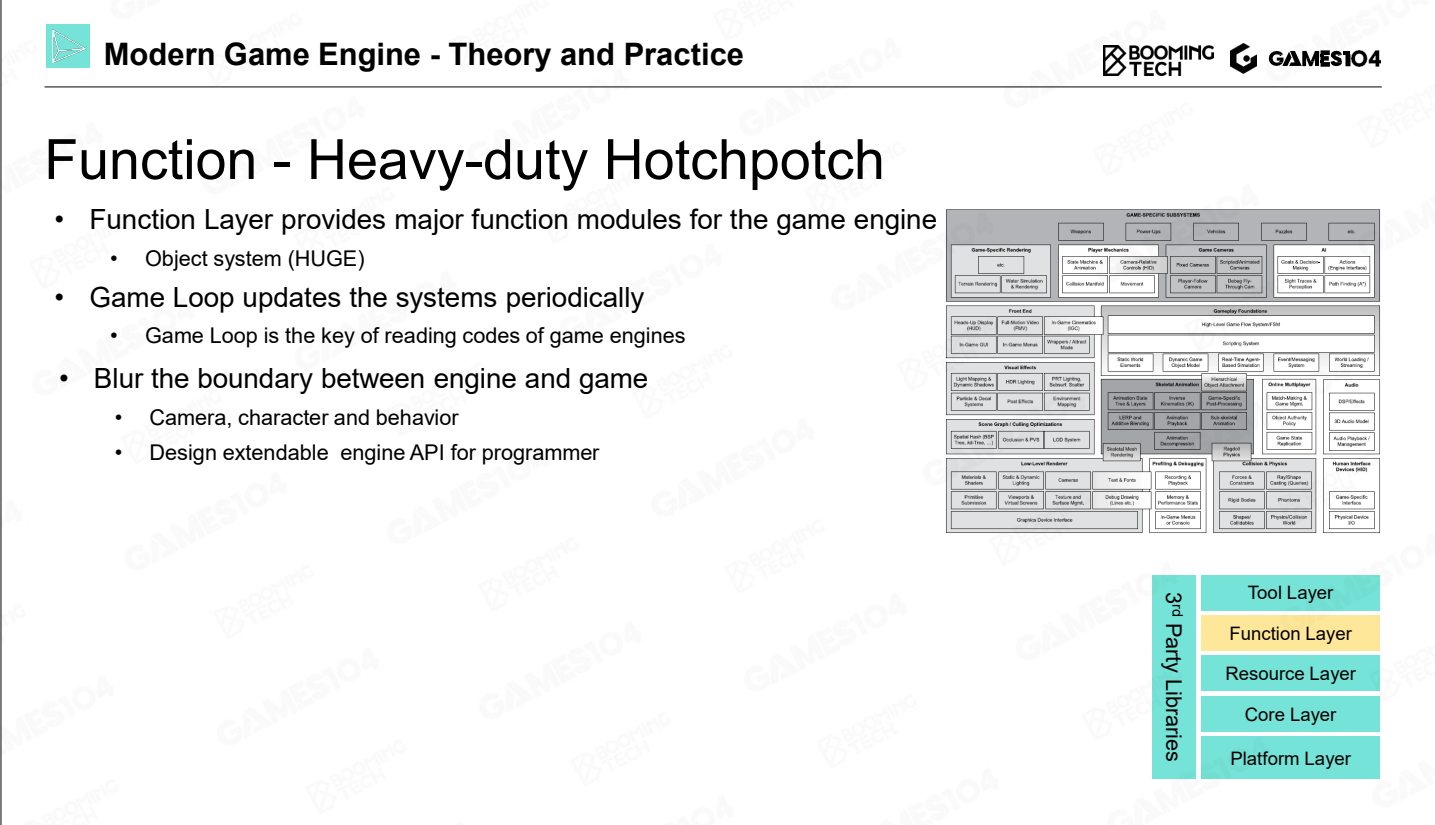 Modern Game Engine - Theory and Practice
BOOMING TECH
GAMES104
Function - Heavy-duty Hotchpotch
• Function Layer provides major function modules for the game engine
• Object system (HUGE)
• Game Loop updates the systems periodically
• Game Loop is the key of reading codes of game engines
• Blur the boundary between engine and game
• Camera, character and behavior
• Design extendable  engine API for programmer
GAME-SPECIFIC SUBSYSTEMS
Weapons
Power-Ups
Vehicles
Puzzles
etc.
Game-Specific Rendering
etc.
Terrain Rendering
Water Simulation
& Rendering
Player Mechanics
State Machine &
Animation
Camera-Relative
Controls (HID)
Collision Manifold
Movement
Game Cameras
Fixed Cameras
Scripted/Animated
Cameras
Player-Follow
Camera
Debug Fly-
Through Cam
AI
Goals & Decision-
Making
Actions
(Engine Interface)
Sight Traces &
Perception
Path Finding (A*)
Front End
Heads-Up Display
(HUD)
Full-Motion Video
(FMV)
In-Game Cinematics
(IGC)
In-Game GUI
In-Game Menus
Wrappers / Attract
Mode
Gameplay Foundations
High-Level Game Flow System/FSM
Scripting System
Static World
Elements
Dynamic Game
Object Model
Real-Time Agent-
Based Simulation
Event/Messaging
System
World Loading /
Streaming
Visual Effects
Light Mapping &
Dynamic Shadows
HDR Lighting
PRT Lighting,
Subsurf. Scatter
Particle & Decal
Systems
Post Effects
Environment
Mapping
Hierarchical
Object Attachment
Skeletal Animation
Animation State
Tree & Layers
Inverse
Kinematics (IK)
Game-Specific
Post-Processing
LERP and
Additive Blending
Animation
Playback
Sub-skeletal
Animation
Animation
Decompression
Online Multiplayer
Match-Making &
Game Mgmt.
Object Authority
Policy
Game State
Replication
Audio
DSP/Effects
3D Audio Model
Audio Playback /
Management
Scene Graph / Culling Optimizations
Spatial Hash (BSP
Tree, kd-Tree, ...)
Occlusion & PVS
LOD System
Skeletal Mesh
Rendering
Ragdoll
Physics
Low-Level Renderer
Materials &
Shaders
Static & Dynamic
Lighting
Cameras
Text & Fonts
Primitive
Submission
Viewports &
Virtual Screens
Texture and
Surface Mgmt.
Debug Drawing
(Lines etc.)
Graphics Device Interface
Profiling & Debugging
Recording &
Playback
Memory &
Performance Stats
In-Game Menus
or Console
Collision & Physics
Forces &
Constraints
Ray/Shape
Casting (Queries)
Rigid Bodies
Phantoms
Shapes/
Collidables
Physics/Collision
World
Human Interface
Devices (HID)
Game-Specific
Interface
Physical Device
I/O
3rd Party Libraries
Tool Layer
Function Layer
Resource Layer
Core Layer
Platform Layer